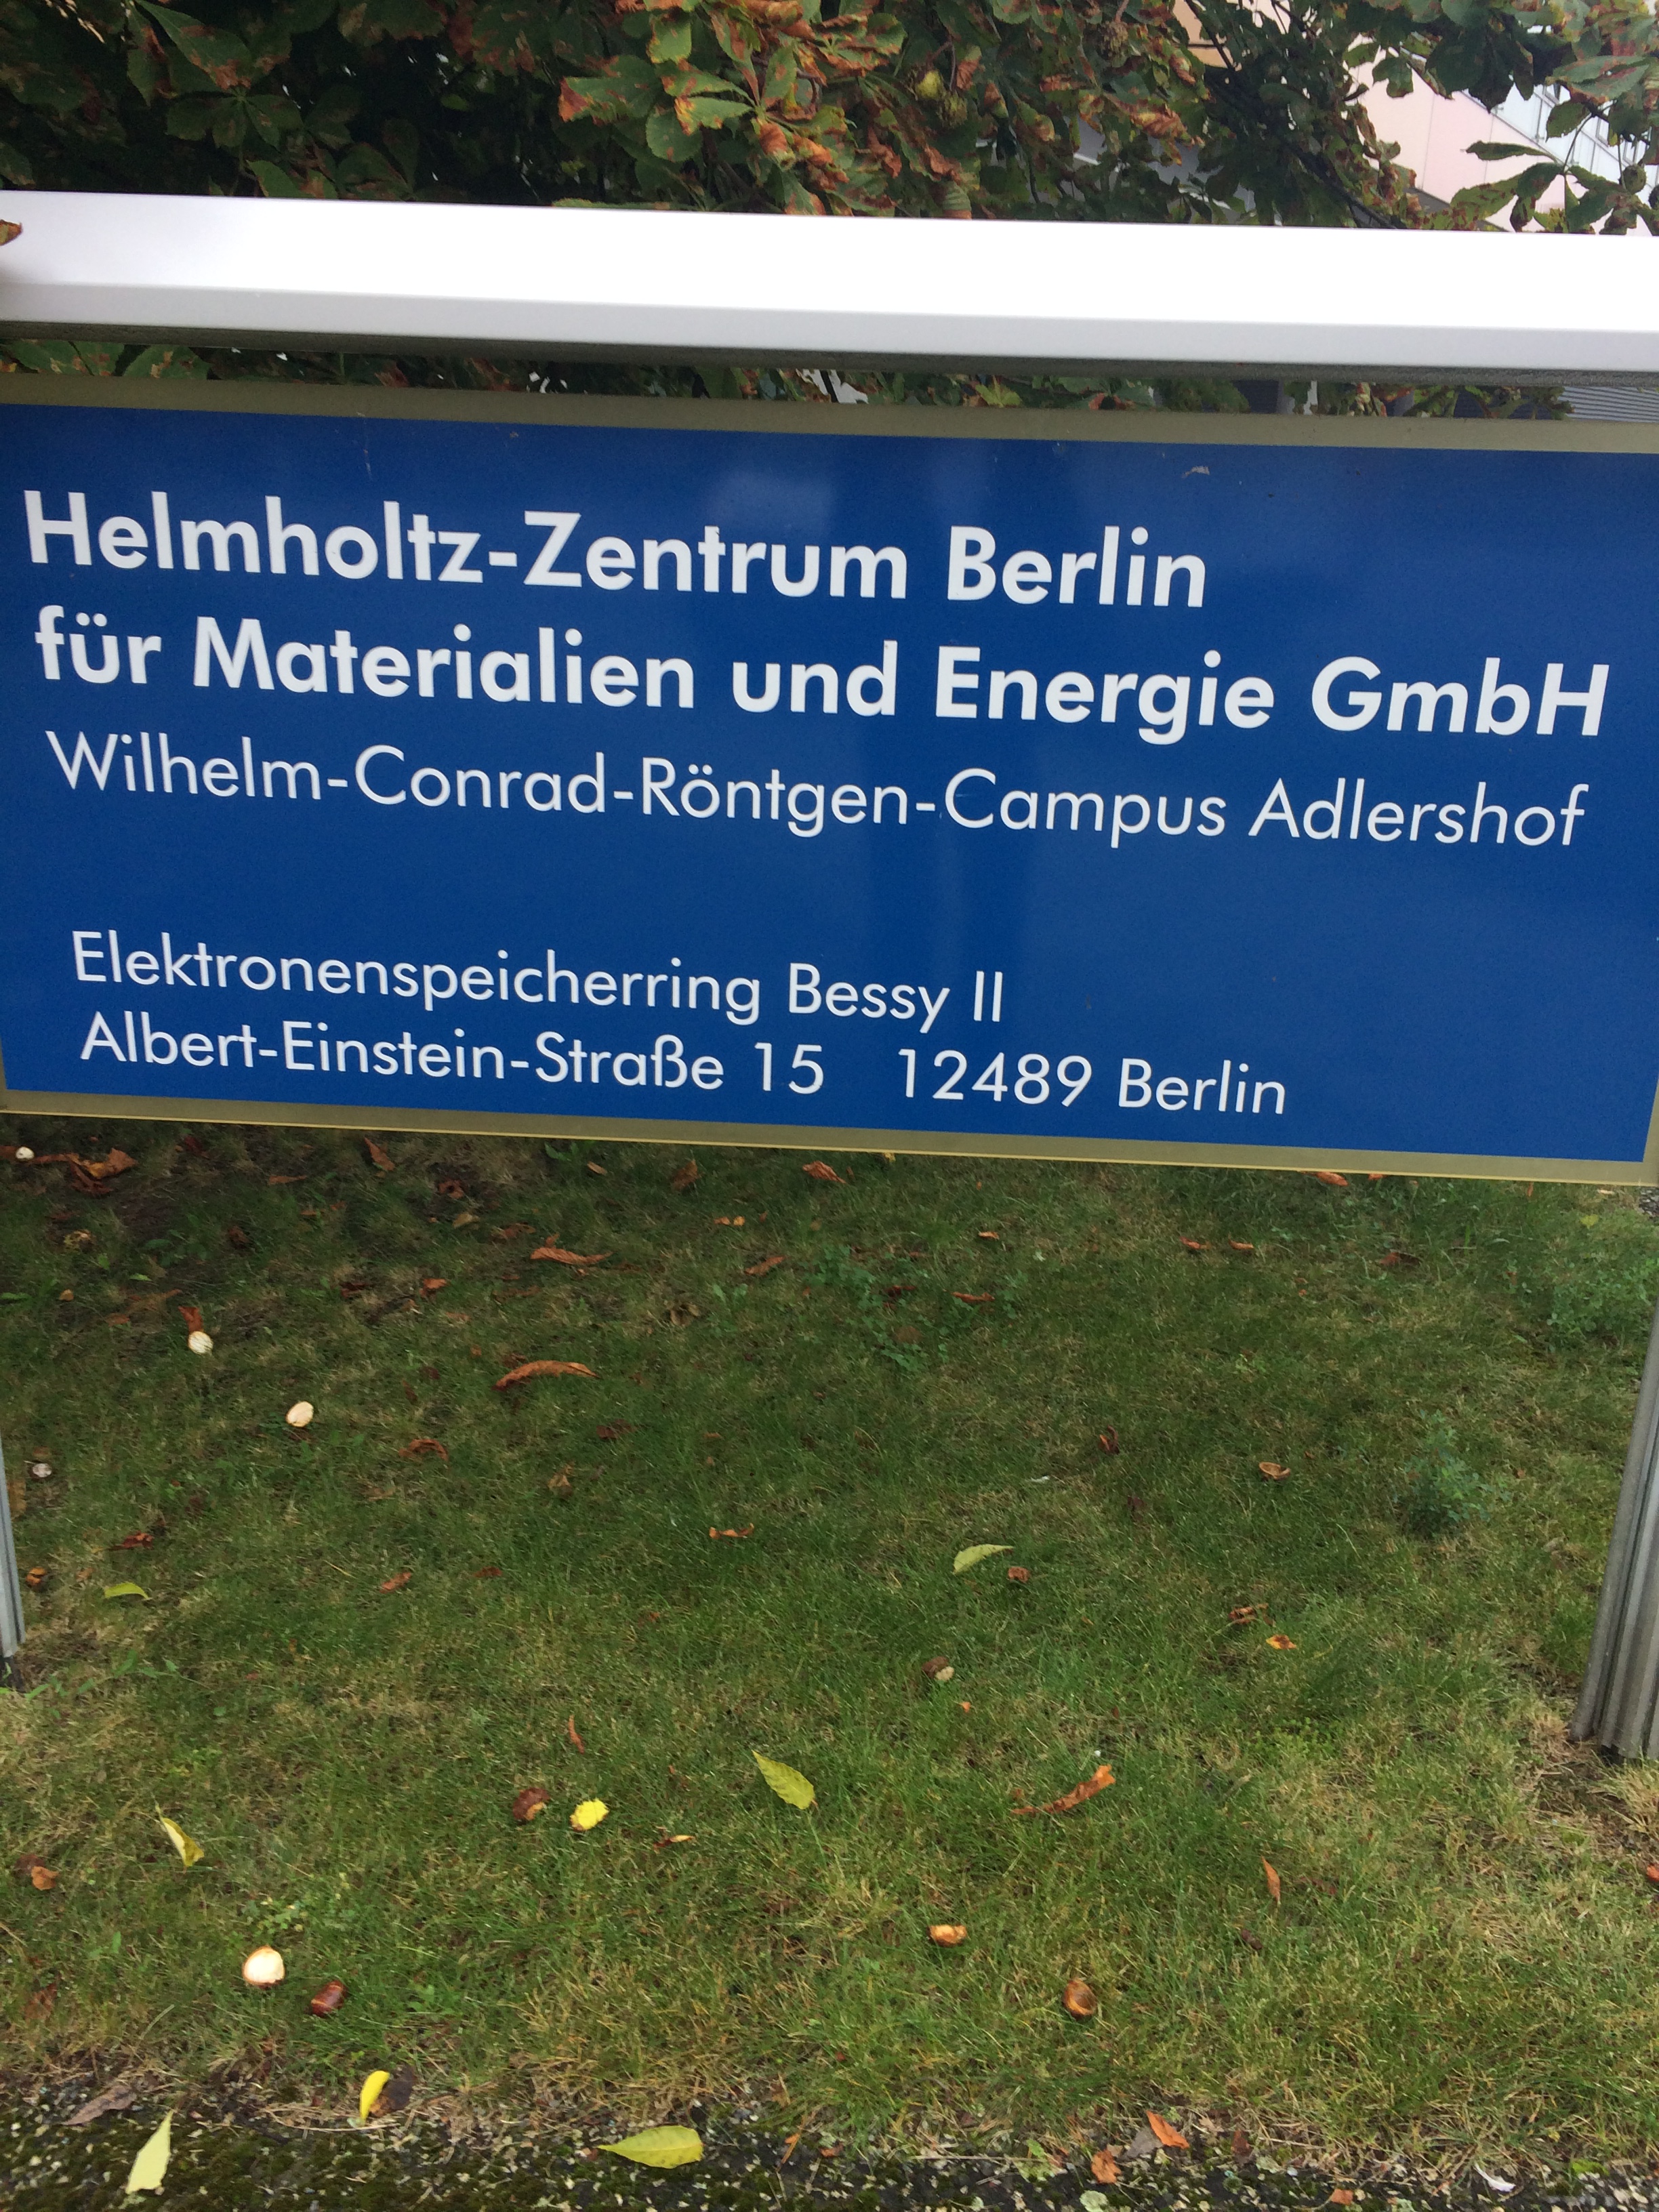 Helmholtz-Zentrum Berlin
für Materialien und Energie GmbH
Wilhelm-Conrad-Röntgen-Campus Adlershof
Elektronenspeicherring Bessy II
Albert-Einstein-Straße 15 12489 Berlin